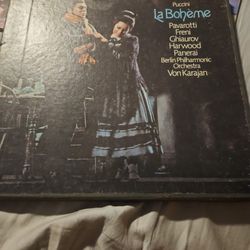 Puccini
La Bohème
Pavarotti
Freni
Ghiaurov
Harwood
Panerai
Berlin Philharmonic
Orchestra
Von Karajan